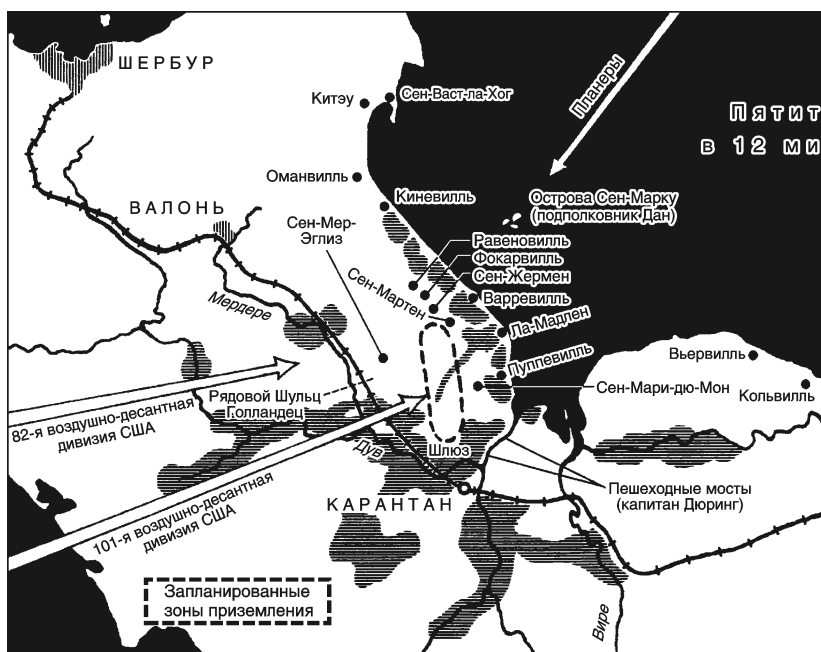 ШЕРБУР
Китэу
Сен-Васт-ла-Хог
Планеры
Пятит
в 12 ми
Оманвилль
Киневилль
Острова Сен-Марку
(подполковник Дан)
ВАЛОНЬ
Сен-Мер-
Эглиз
Равеновилль
Фокарвилль
Сен-Жермен
Сен-Мартен
Варревилль
Мердере
Ла-Мадлен
Пуппевилль
Вьервилль
Сен-Мари-дю-Мон
Кольвилль
Рядовой Шульц
Голландец
82-я воздушно-десантная
дивизия США
Дув
Шлюз
Пешеходные мосты
(капитан Дюринг)
КАРАНТАН
101-я воздушно-десантная
дивизия США
Запланированные
зоны приземления
Вире